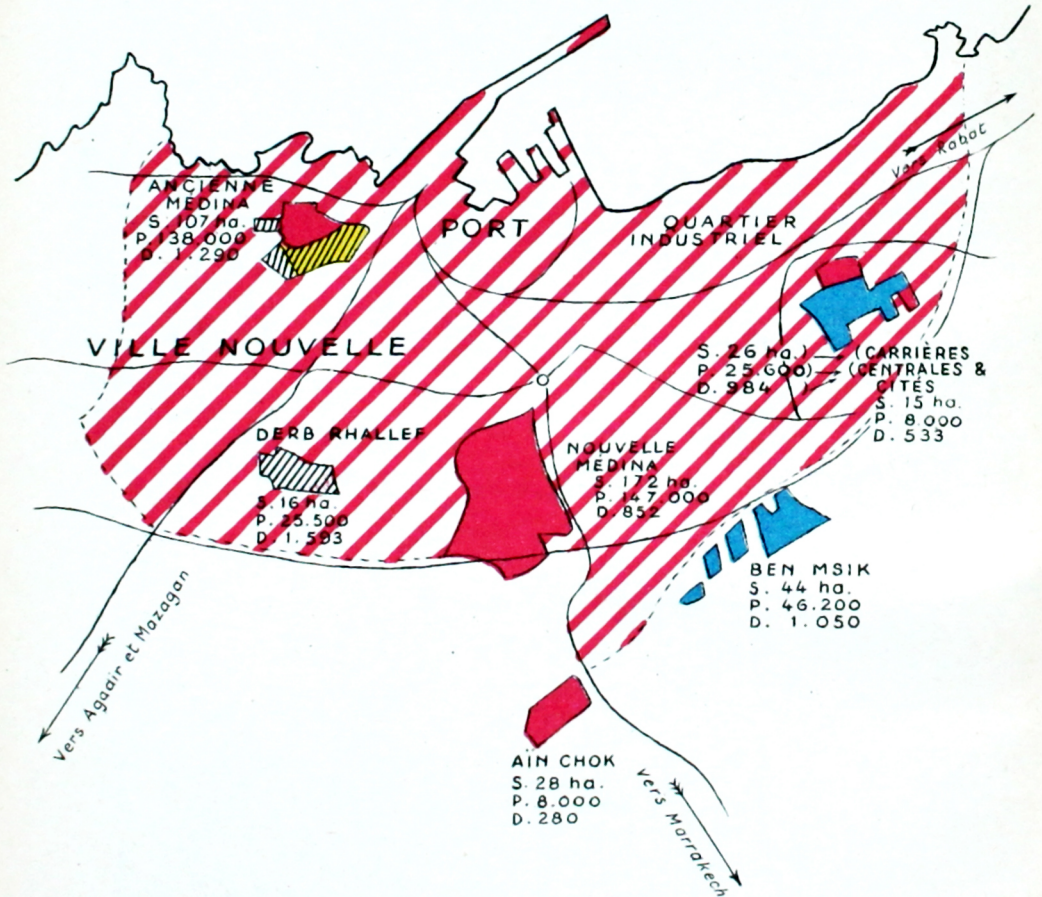 ANCIENNE
MÉDINA
S. 107 ha.
P. 138.000
D. 1.290
PORT
QUARTIER
INDUSTRIEL
Vers Rabat
VILLE NOUVELLE
S. 26 ha.) (CARRIÈRES
P. 25.600) (CENTRALES &
D. 984 ) CITÉS
S. 15 ha.
P. 8.000
D. 533
DERB RHALLEF
S. 16 ha.
P. 25.500
D. 1.593
NOUVELLE
MÉDINA
S. 172 ha.
P. 147.000
D. 852
BEN MSIK
S. 44 ha.
P. 46.200
D. 1.050
Vers Agadir et Mazagan
AÏN CHOK
S. 28 ha.
P. 8.000
D. 280
Vers Marrakech